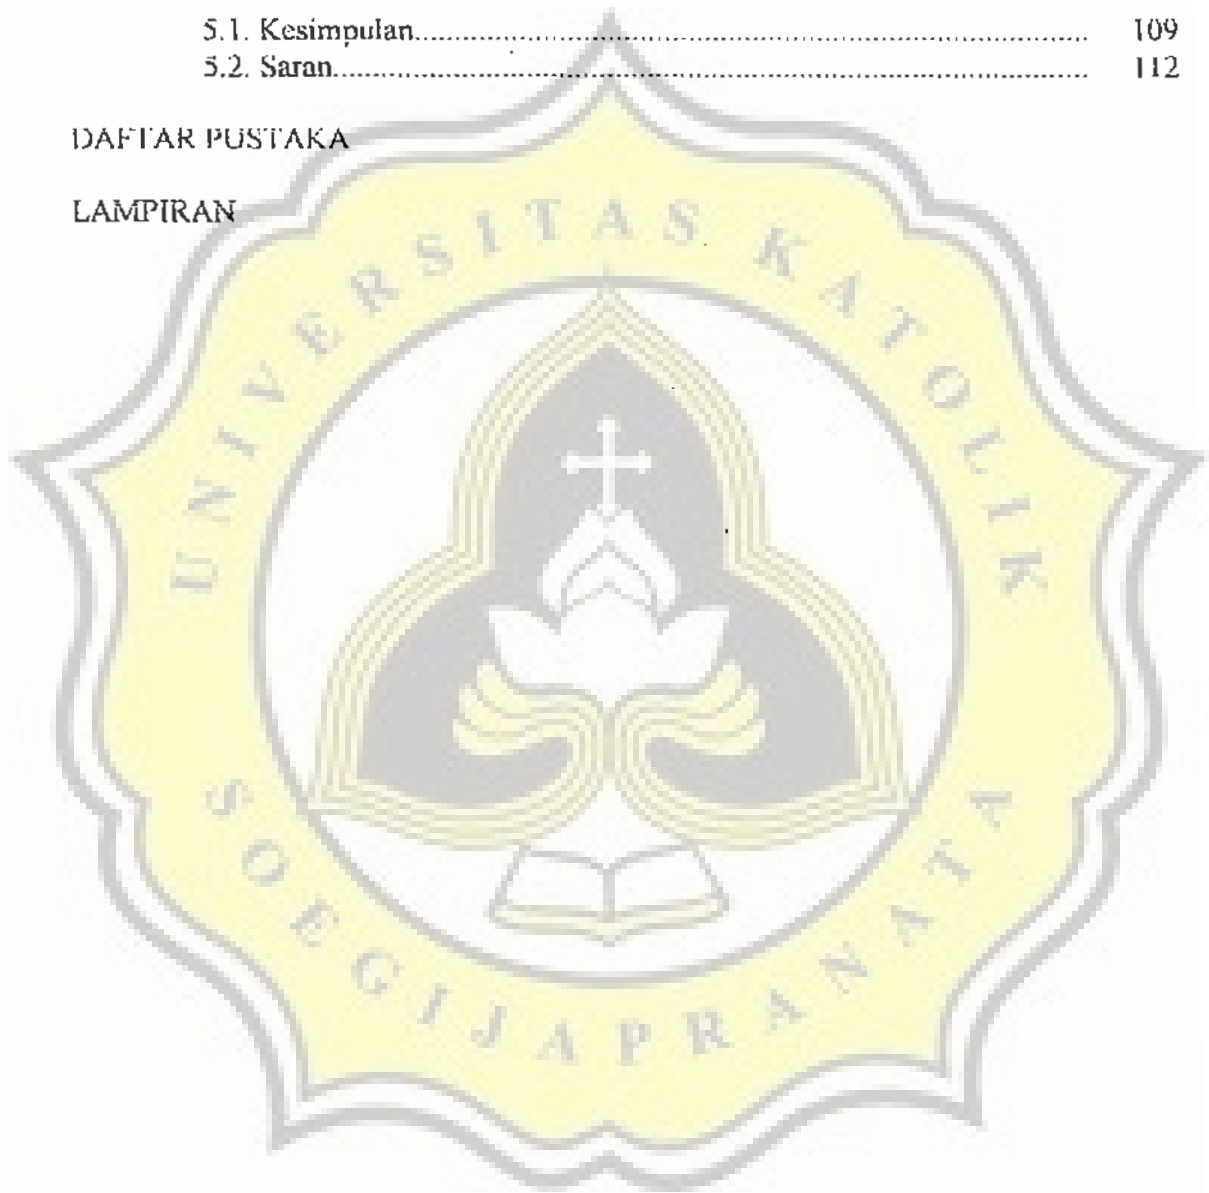 5.1. Kesimpulan........................................................................ 109
5.2. Saran.................................................................................. 112
DAFTAR PUSTAKA
LAMPIRAN
UNIVERSITAS KATOLIK
SOEGIJAPRANATA